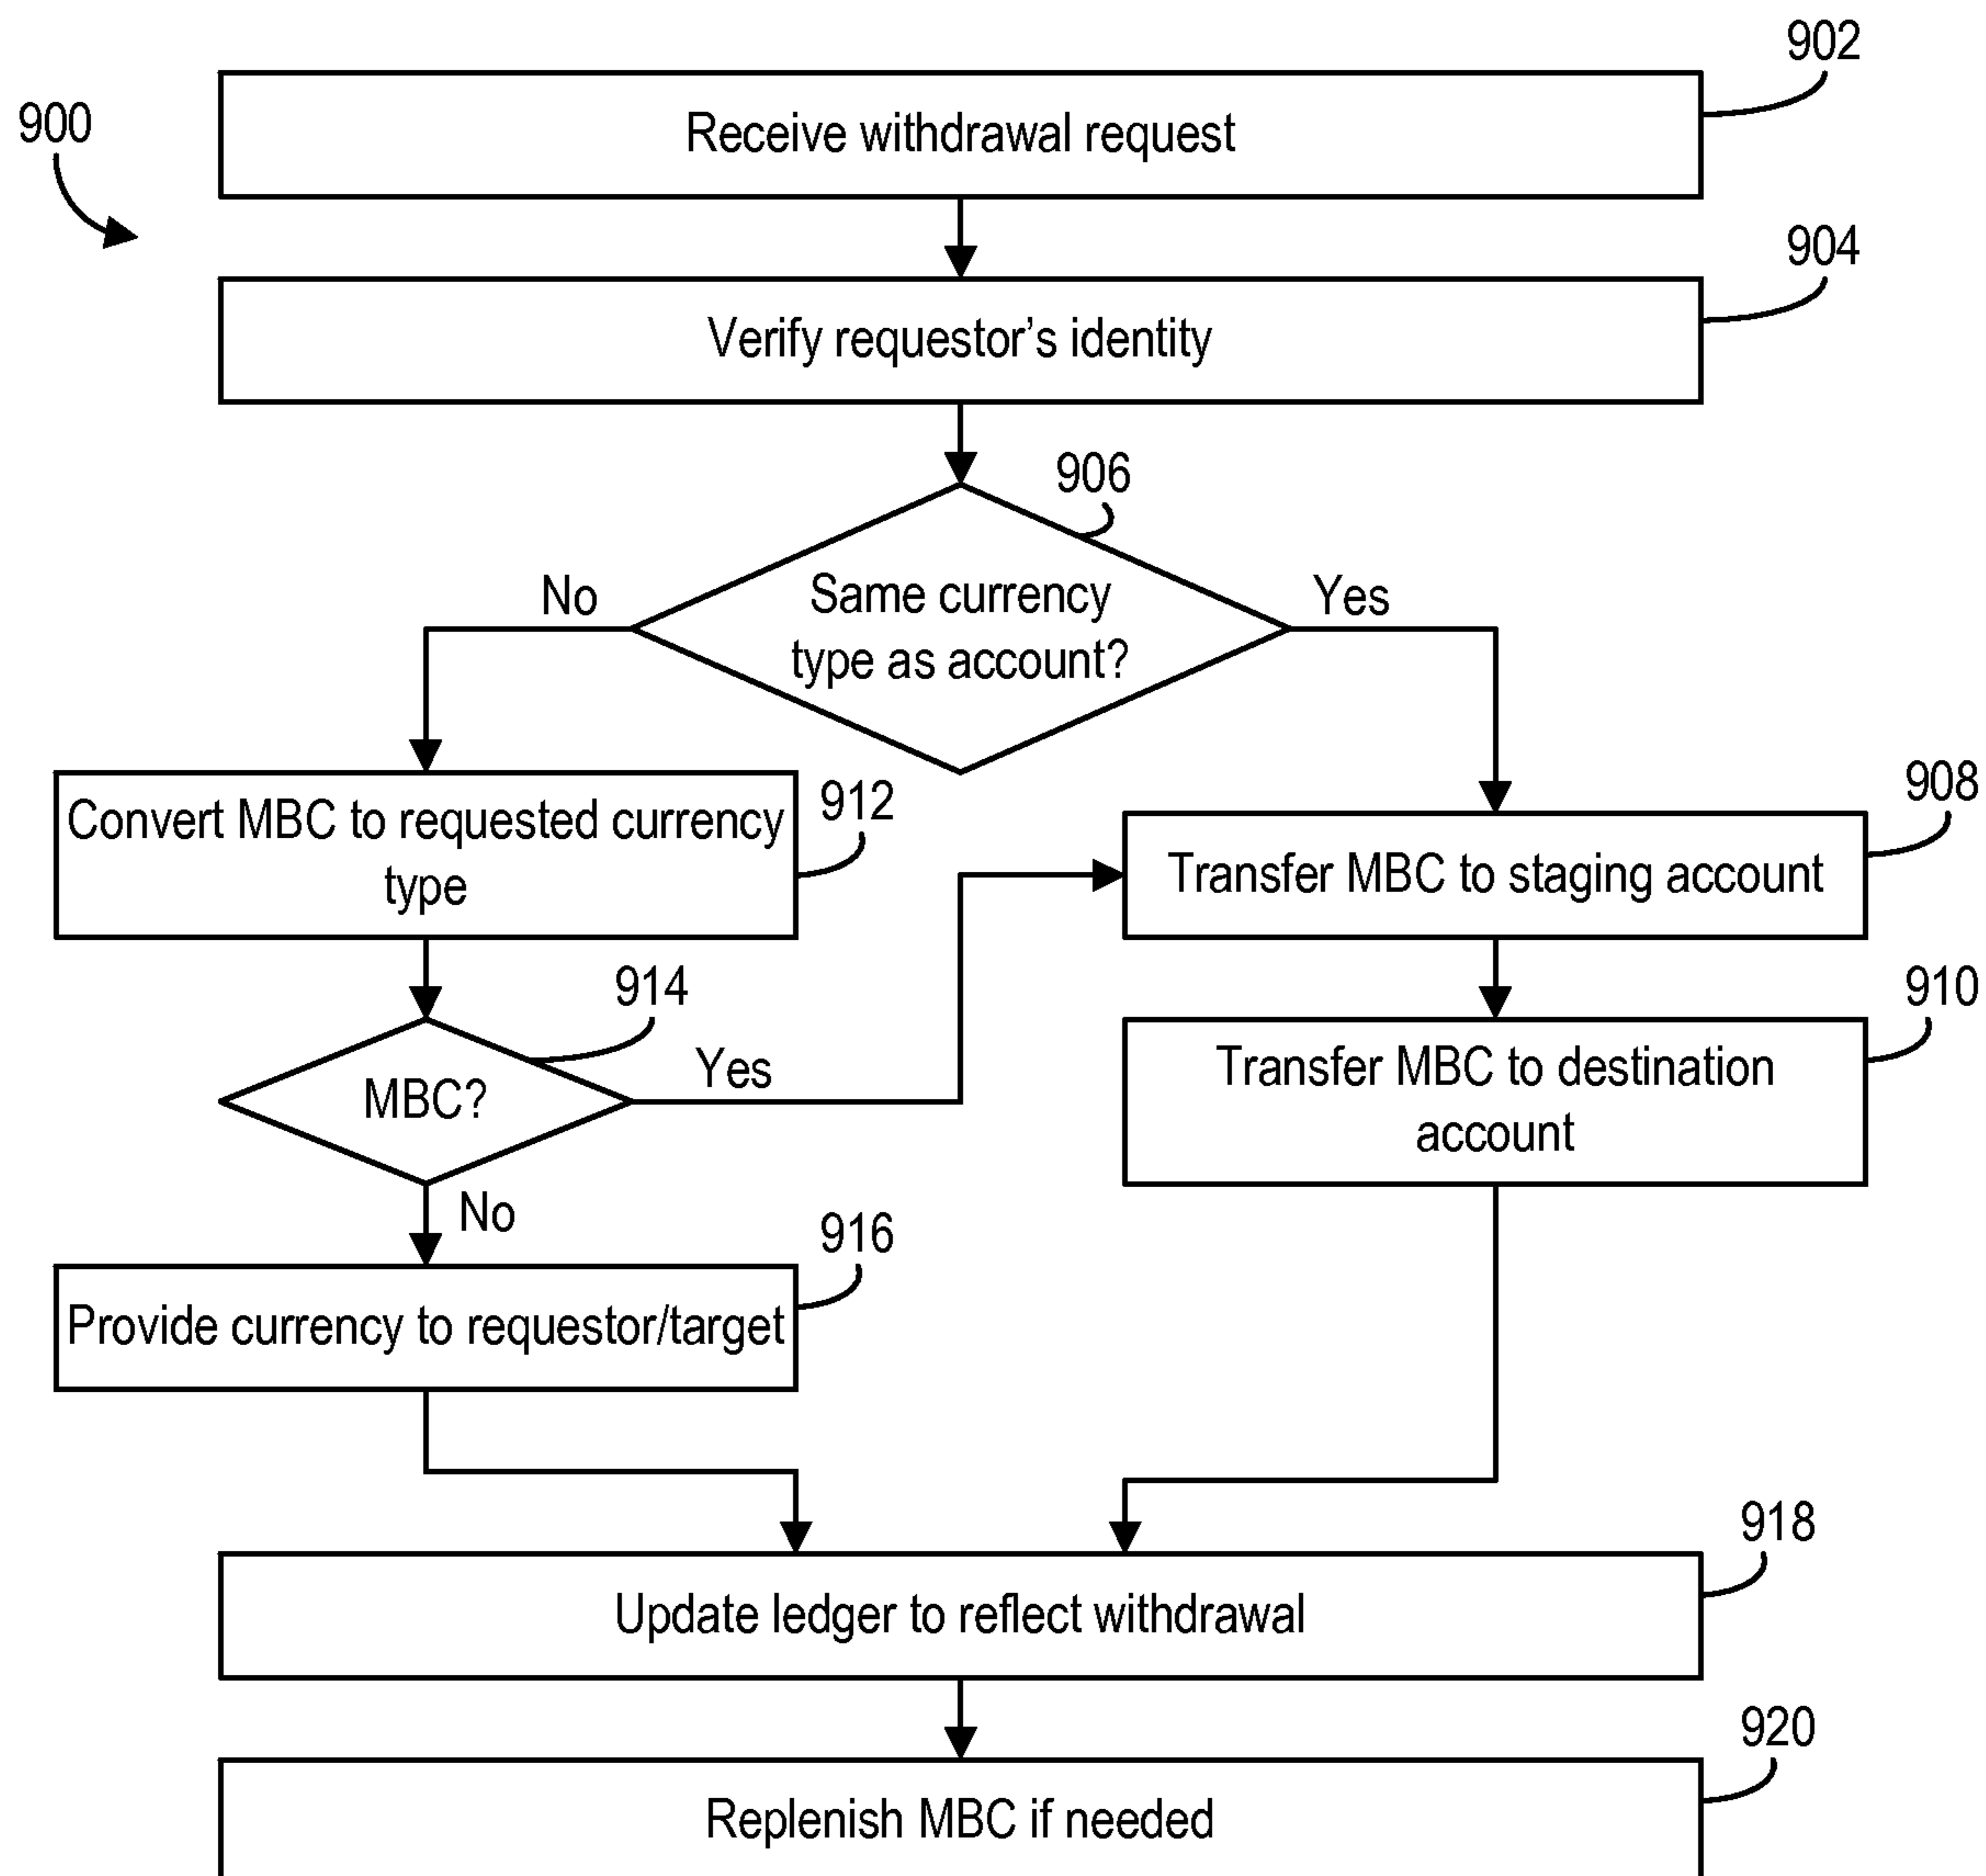 902
900
Receive withdrawal request
904
Verify requestor’s identity
906
No
Same currency
type as account?
Yes
912
Convert MBC to requested currency
type
908
Transfer MBC to staging account
914
MBC?
Yes
No
910
Transfer MBC to destination
account
916
Provide currency to requestor/target
918
Update ledger to reflect withdrawal
920
Replenish MBC if needed